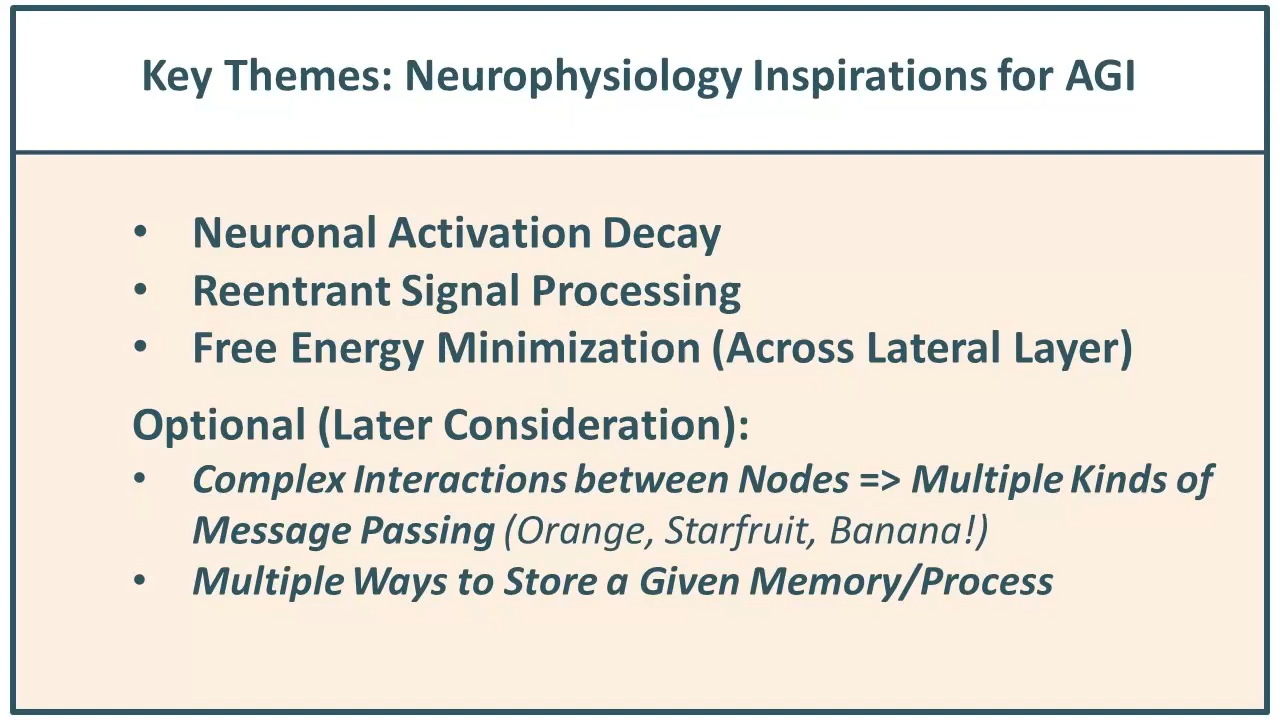 Key Themes: Neurophysiology Inspirations for AGI
• Neuronal Activation Decay
• Reentrant Signal Processing
• Free Energy Minimization (Across Lateral Layer)
Optional (Later Consideration):
• Complex Interactions between Nodes => Multiple Kinds of
Message Passing (Orange, Starfruit, Banana!)
• Multiple Ways to Store a Given Memory/Process